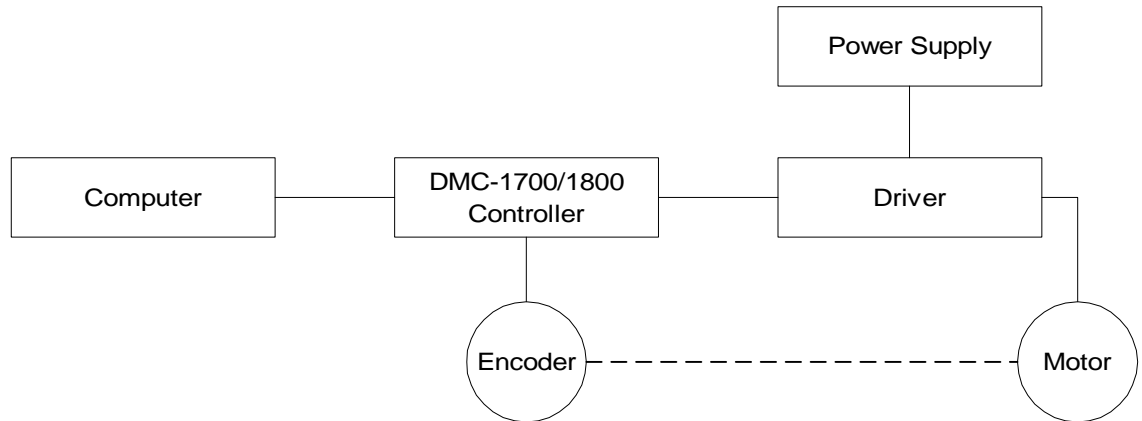 Power Supply
Computer
DMC-1700/1800
Controller
Driver
Encoder
Motor